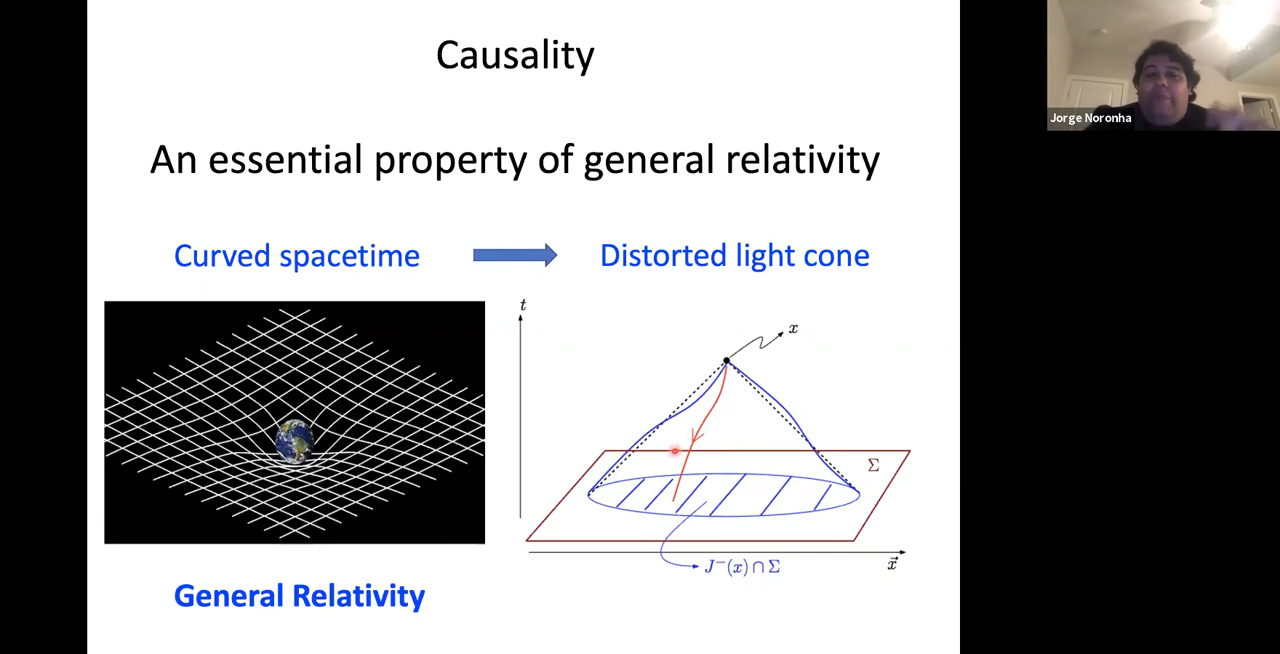 Causality
Jorge Noronha
An essential property of general relativity
Curved spacetime
Distorted light cone
t
x
Σ
J⁻(x)∩Σ
x⃗
General Relativity